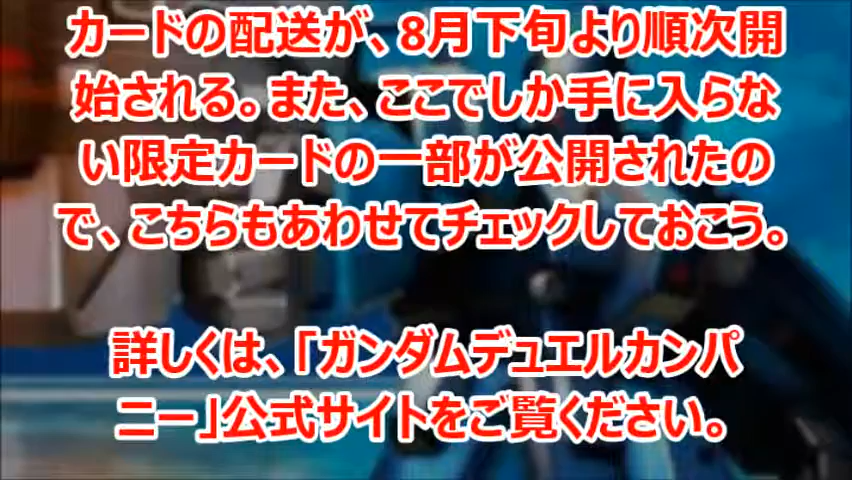 カードの配送が、8月下旬より順次開
始される。また、ここでしか手に入らな
い限定カードの一部が公開されたの
で、こちらもあわせてチェックしておこう。
詳しくは、「ガンダムデュエルカンパ
ニー」公式サイトをご覧ください。